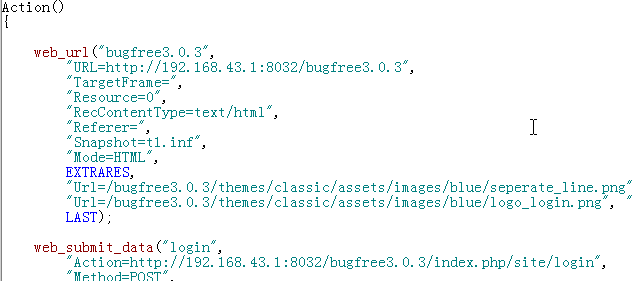 Action()
{
web_url("bugfree3.0.3",
"URL=http://192.168.43.1:8032/bugfree3.0.3",
"TargetFrame=",
"Resource=0",
"RecContentType=text/html",
"Referer=",
"Snapshot=t1.inf",
"Mode=HTML",
EXTRARES,
"Url=/bugfree3.0.3/themes/classic/assets/images/blue/seperate_line.png"
"Url=/bugfree3.0.3/themes/classic/assets/images/blue/logo_login.png", "
LAST);
web_submit_data("login",
"Action=http://192.168.43.1:8032/bugfree3.0.3/index.php/site/login",
"Method=POST",